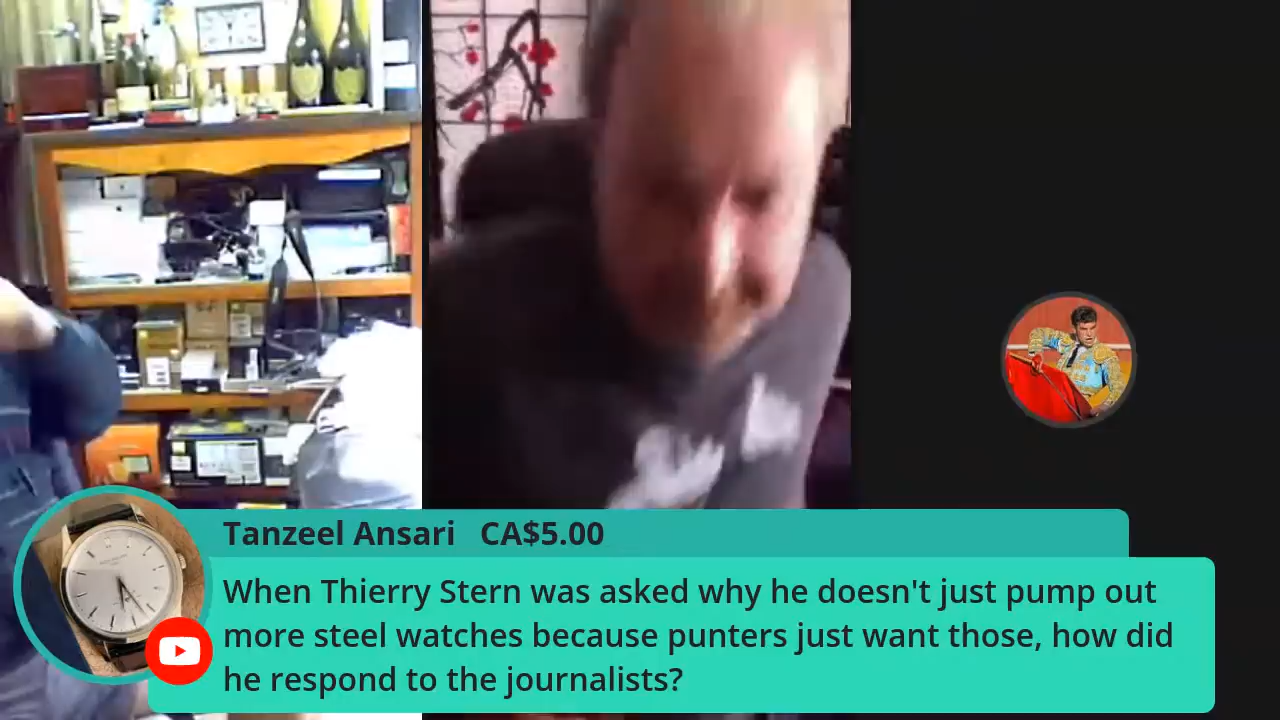 Tanzeel Ansari CA$5.00
When Thierry Stern was asked why he doesn't just pump out
more steel watches because punters just want those, how did
he respond to the journalists?